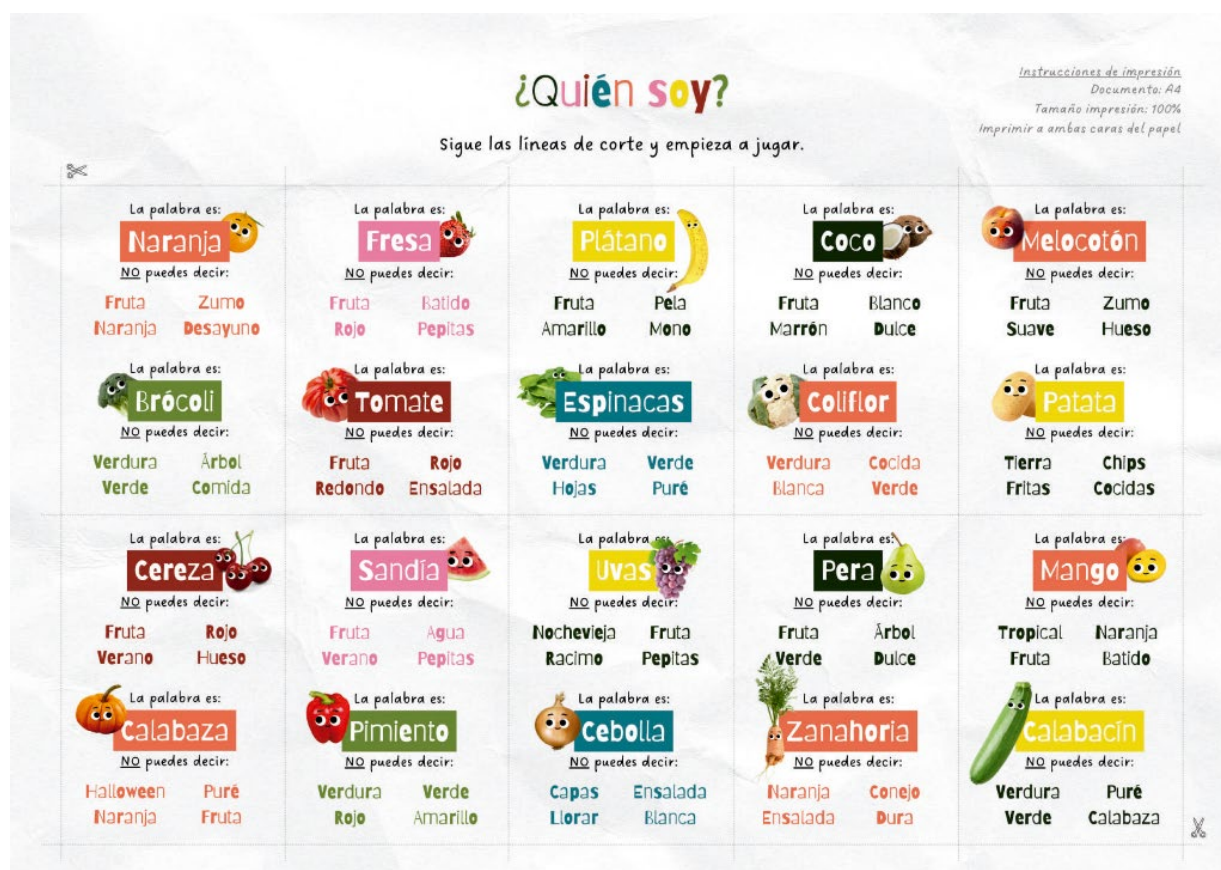 ¿Quién soy?
Sigue las líneas de corte y empieza a jugar.
Instrucciones de impresión
Documento: A4
Tamaño impresión: 100%
Imprimir a ambas caras del papel
La palabra es:
Naranja
NO puedes decir:
Fruta Zumo
Naranja Desayuno
La palabra es:
Fresa
NO puedes decir:
Fruta Batido
Rojo Pepitas
La palabra es:
Plátano
NO puedes decir:
Fruta Pela
Amarillo Mono
La palabra es:
Coco
NO puedes decir:
Fruta Blanco
Marrón Dulce
La palabra es:
Melocotón
NO puedes decir:
Fruta Zumo
Suave Hueso
La palabra es:
Brócoli
NO puedes decir:
Verdura Árbol
Verde Comida
La palabra es:
Tomate
NO puedes decir:
Fruta Rojo
Redondo Ensalada
La palabra es:
Espinacas
NO puedes decir:
Verdura Verde
Hojas Puré
La palabra es:
Coliflor
NO puedes decir:
Verdura Cocida
Blanca Verde
La palabra es:
Patata
NO puedes decir:
Tierra Chips
Fritas Cocidas
La palabra es:
Cereza
NO puedes decir:
Fruta Rojo
Verano Hueso
La palabra es:
Sandía
NO puedes decir:
Fruta Agua
Verano Pepitas
La palabra es:
Uvas
NO puedes decir:
Nochevieja Fruta
Racimo Pepitas
La palabra es:
Pera
NO puedes decir:
Fruta Árbol
Verde Dulce
La palabra es:
Mango
NO puedes decir:
Tropical Naranja
Fruta Batido
La palabra es:
Calabaza
NO puedes decir:
Halloween Puré
Naranja Fruta
La palabra es:
Pimiento
NO puedes decir:
Verdura Verde
Rojo Amarillo
La palabra es:
Cebolla
NO puedes decir:
Capas Ensalada
Llorar Blanca
La palabra es:
Zanahoria
NO puedes decir:
Naranja Conejo
Ensalada Dura
La palabra es:
Calabacín
NO puedes decir:
Verdura Puré
Verde Calabaza